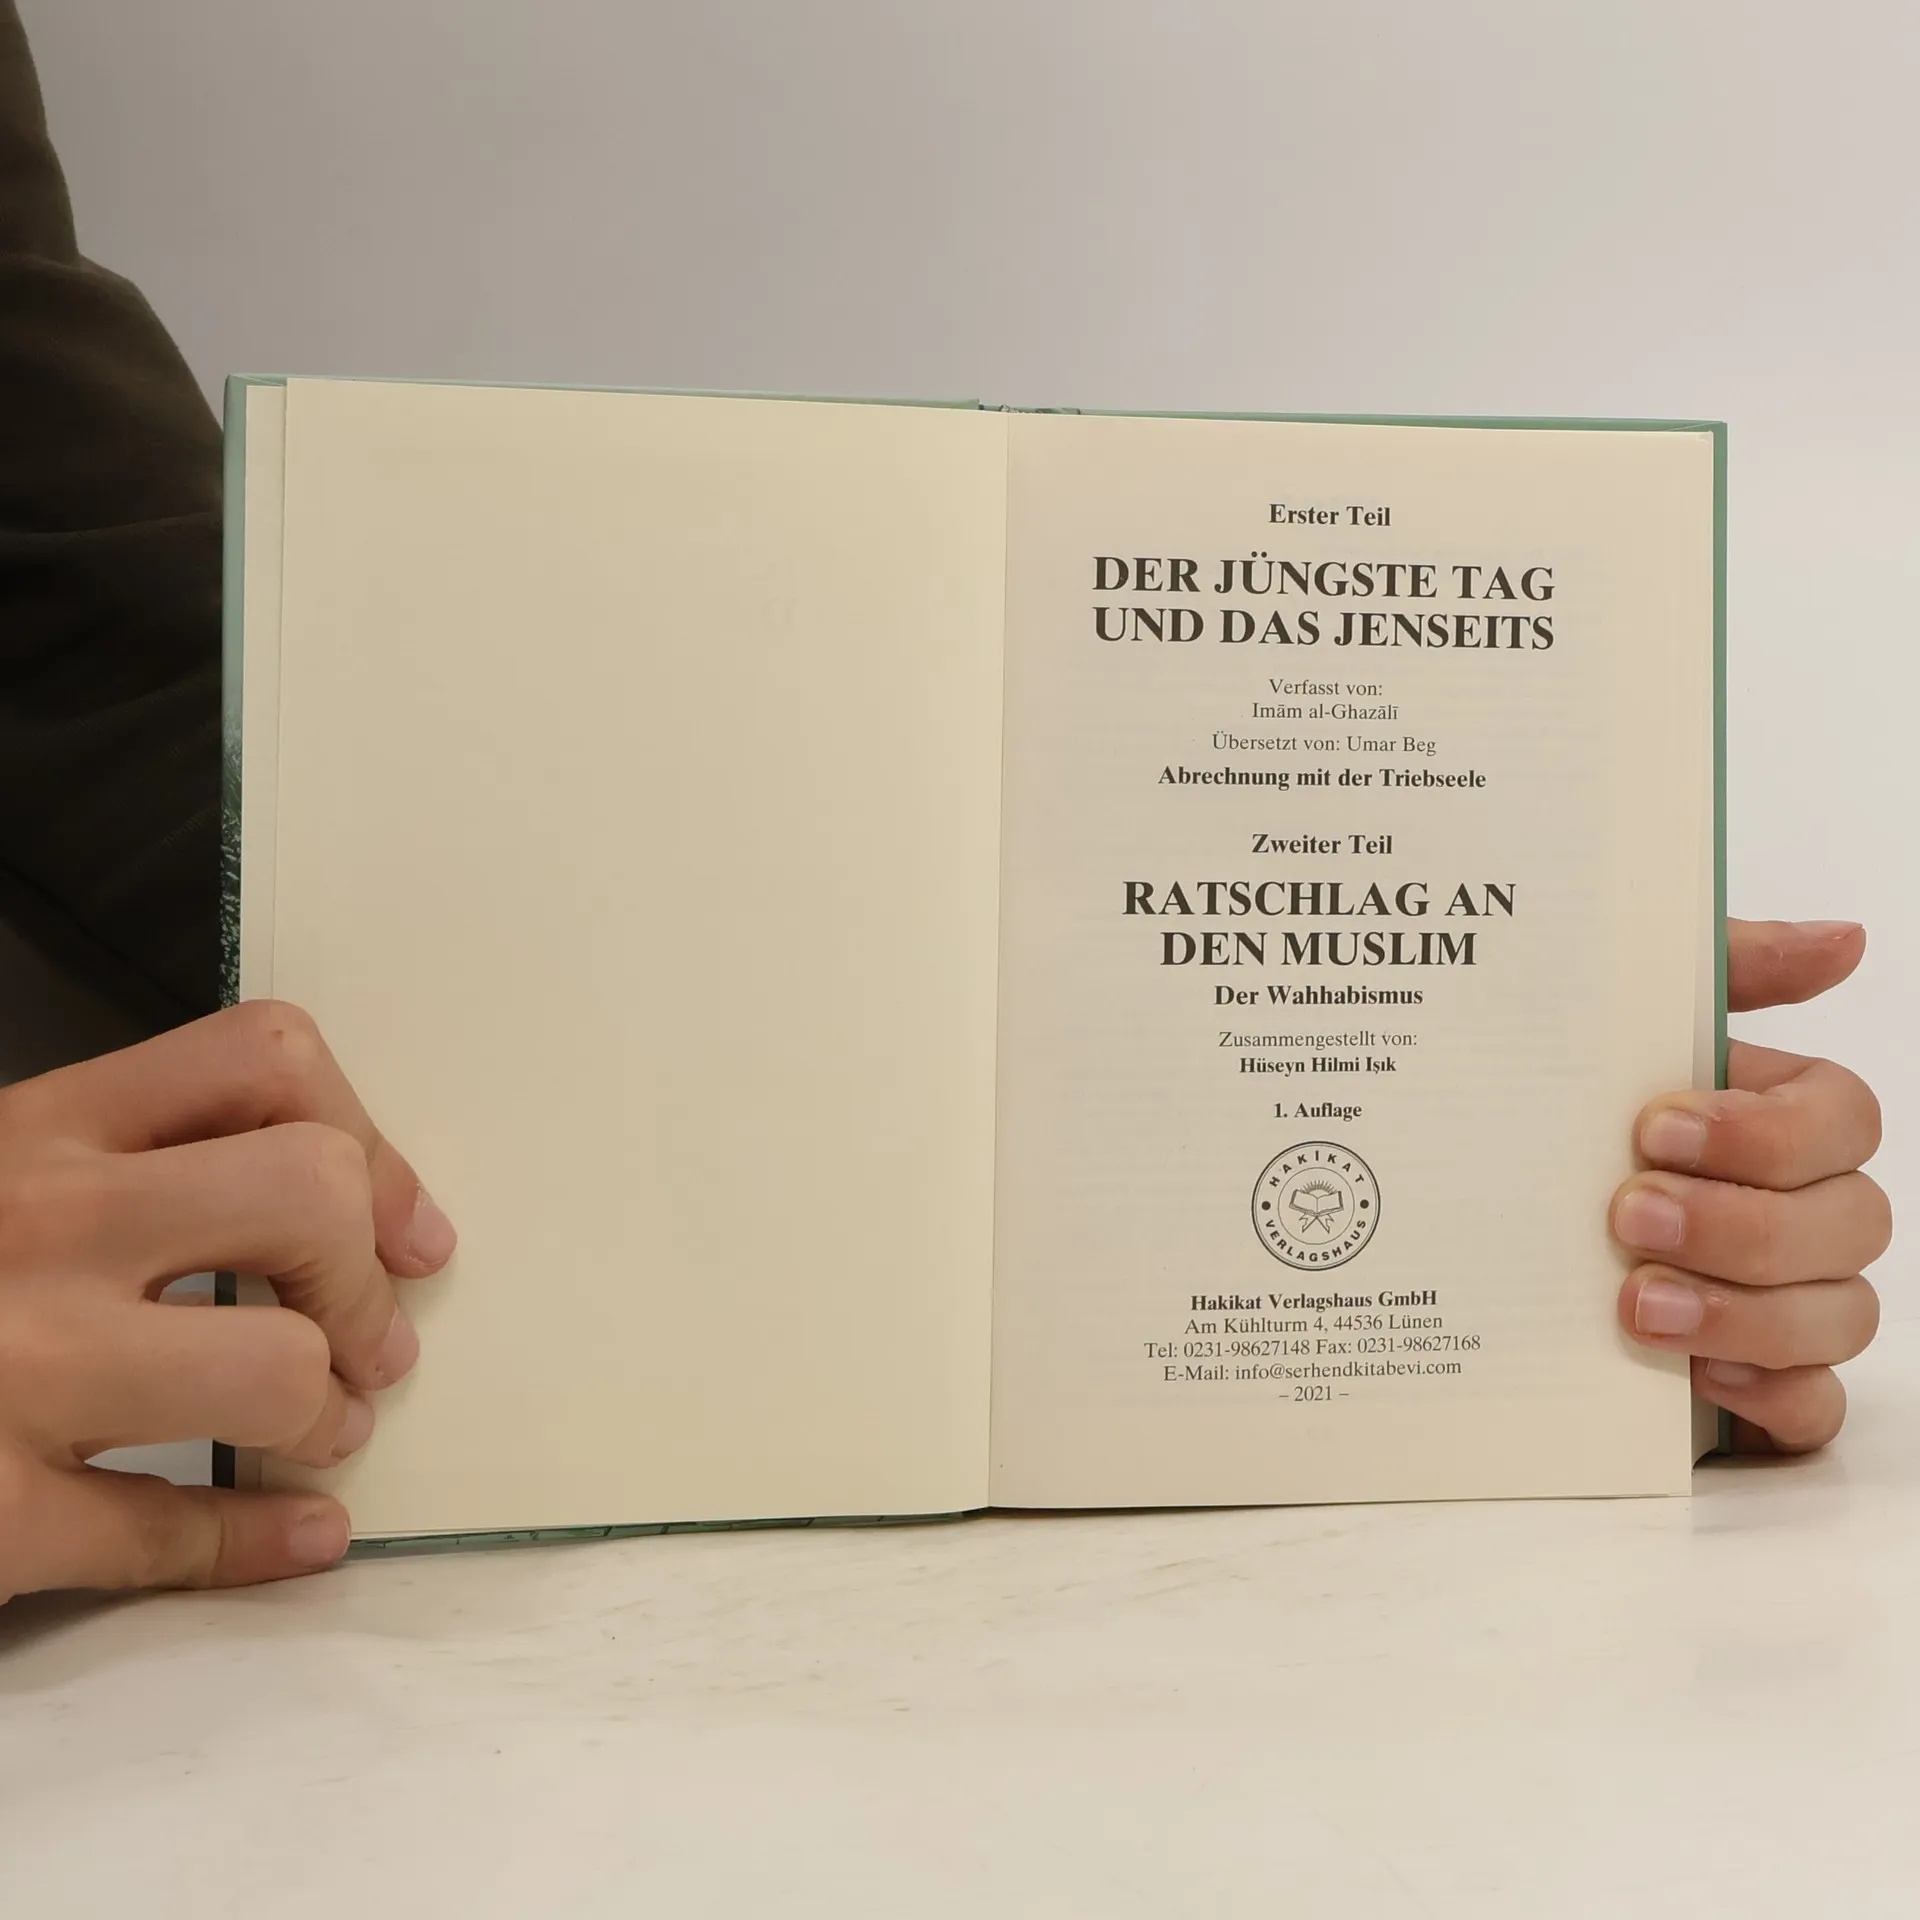 Erster Teil
DER JÜNGSTE TAG
UND DAS JENSEITS
Verfasst von:
Imām al-Ghazālī
Übersetzt von: Umar Beg
Abrechnung mit der Triebseele
Zweiter Teil
RATSCHLAG AN
DEN MUSLIM
Der Wahhabismus
Zusammengestellt von:
Hüseyn Hilmi Işık
1. Auflage
HAKİKAT
VERLAGSHAUS
Hakikat Verlagshaus GmbH
Am Kühlturm 4, 44536 Lünen
Tel: 0231-98627148 Fax: 0231-98627168
E-Mail: info@serhendkitabevi.com
– 2021 –